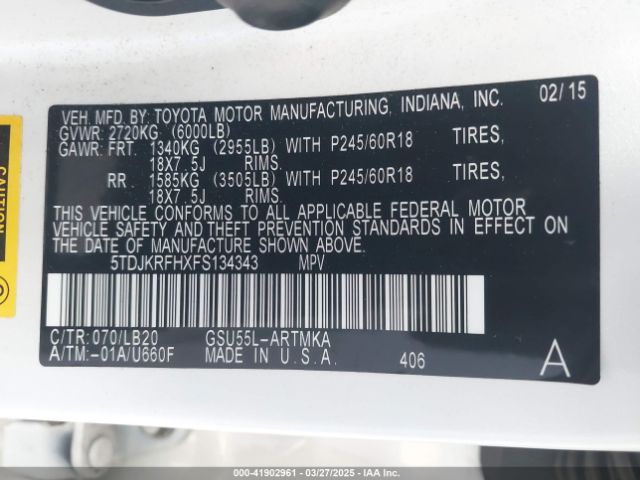 VEH. MFD. BY: TOYOTA MOTOR MANUFACTURING, INDIANA, INC. 02/15
GVWR: 2720KG (6000LB)
GAWR: FRT 1340KG (2955LB) WITH P245/60R18 TIRES,
18X7.5J RIMS,
RR 1585KG (3505LB) WITH P245/60R18 TIRES,
18X7.5J RIMS.
THIS VEHICLE CONFORMS TO ALL APPLICABLE FEDERAL MOTOR
VEHICLE SAFETY AND THEFT PREVENTION STANDARDS IN EFFECT ON
THE DATE OF MANUFACTURE SHOWN ABOVE.
5TDJKRFHXFS134343 MPV
C/TR: 070/LB20 GSU55L-ARTMKA
A/TM: -01A/U660F MADE IN U.S.A. 406 A
CAUTION
000-41902961 | 03/27/2025 | IAAI.COM